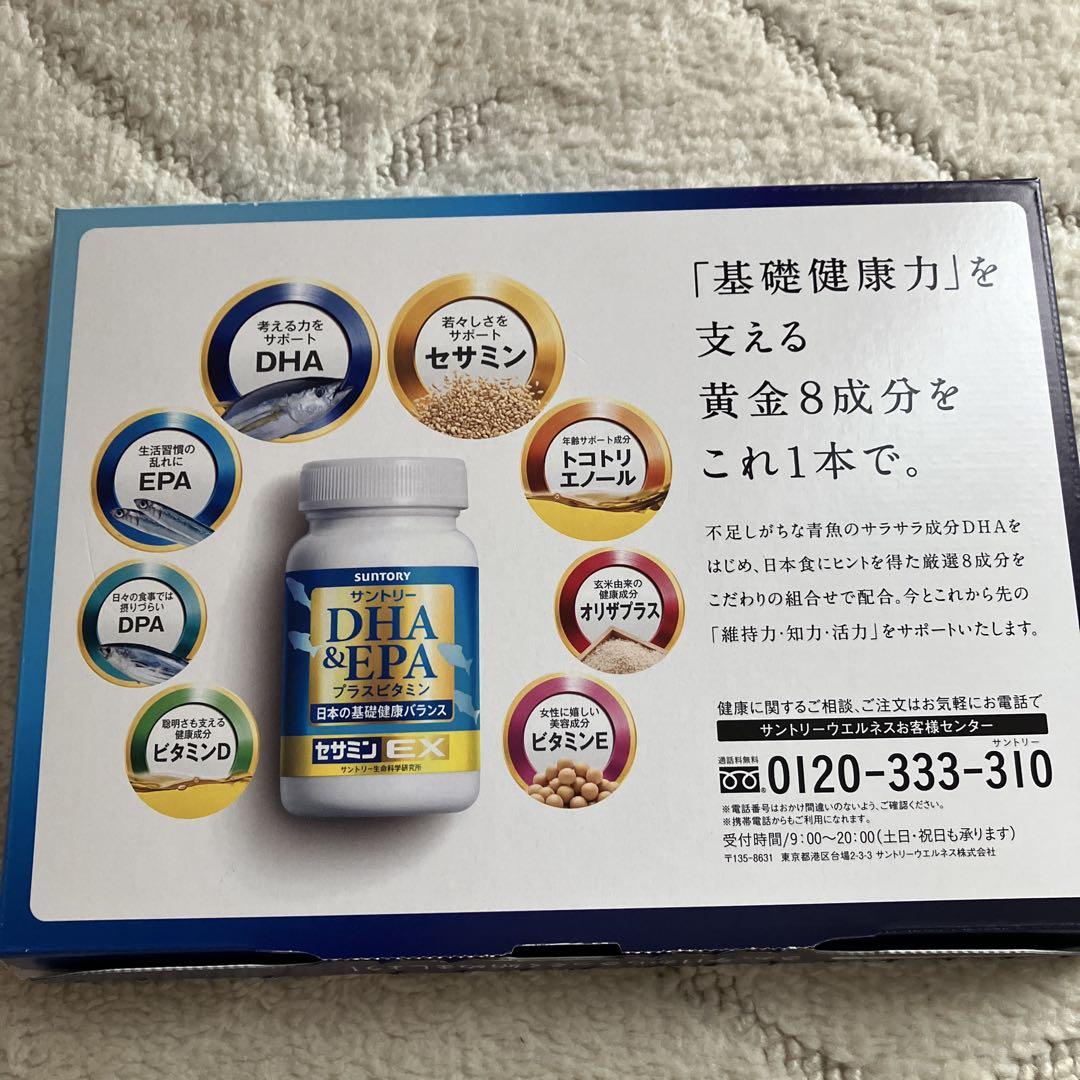 「基礎健康力」を
支える
黄金8成分を
これ1本で。
不足しがちな青魚のサラサラ成分DHAを
はじめ、日本食にヒントを得た厳選8成分を
こだわりの組合せで配合。今とこれから先の
「維持力・知力・活力」をサポートいたします。
健康に関するご相談、ご注文はお気軽にお電話で
サントリーウエルネスお客様センター
サントリー
通話料無料
0120-333-310
※電話番号はおかけ間違いのないよう、ご確認ください。
※携帯電話からもご利用になれます。
受付時間/9:00〜20:00(土日・祝日も承ります)
〒135-8631 東京都港区台場2-3-3 サントリーウエルネス株式会社
考える力を
サポート
DHA
若々しさを
サポート
セサミン
生活習慣の
乱れに
EPA
年齢サポート成分
トコトリ
エノール
日々の食事では
摂りづらい
DPA
玄米由来の
健康成分
オリザプラス
聡明さも支える
健康成分
ビタミンD
女性に嬉しい
美容成分
ビタミンE
SUNTORY
サントリー
DHA
&EPA
プラスビタミン
日本の基礎健康バランス
セサミンEX
サントリー生命科学研究所